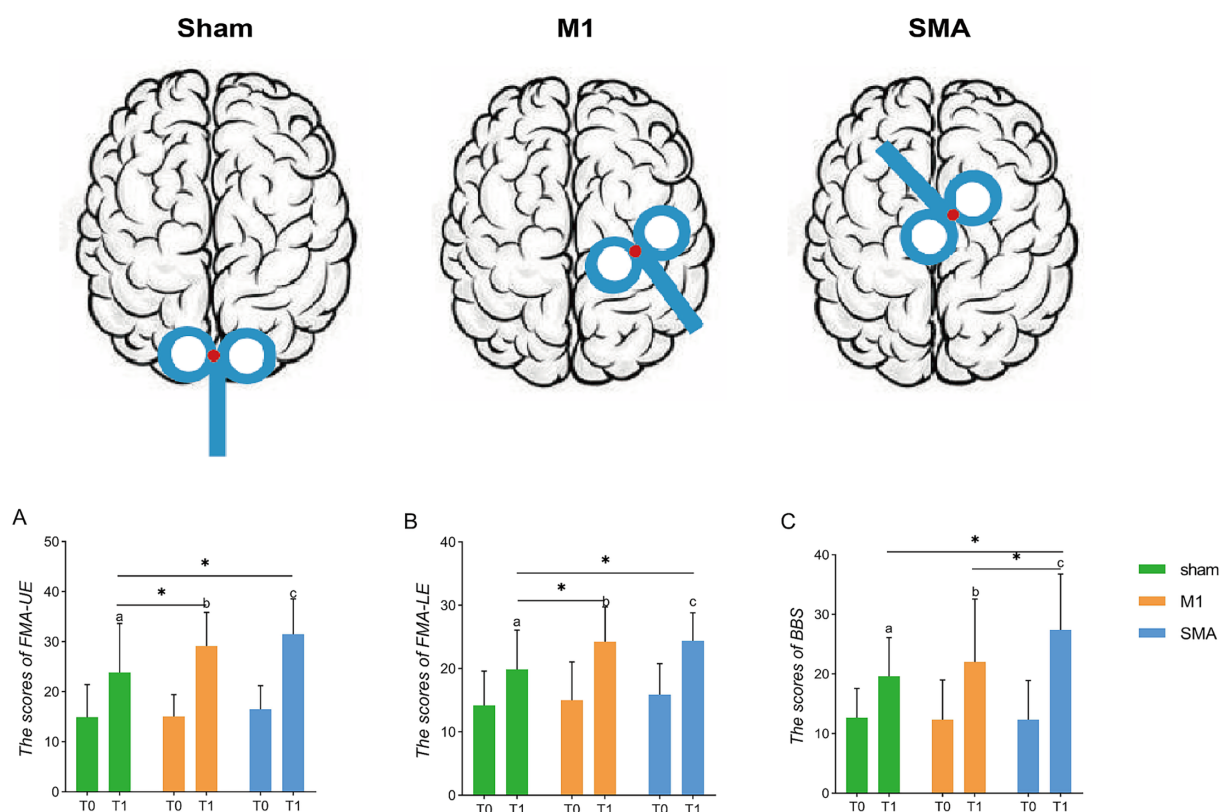 Sham M1 SMA
A
The scores of FMA-UE
50
40
30
20
10
0
* *
a b c
T0 T1 T0 T1 T0 T1
B
The scores of FMA-LE
40
30
20
10
0
* *
a b c
T0 T1 T0 T1 T0 T1
C
The scores of BBS
40
30
20
10
0
* *
a b c
T0 T1 T0 T1 T0 T1
sham
M1
SMA